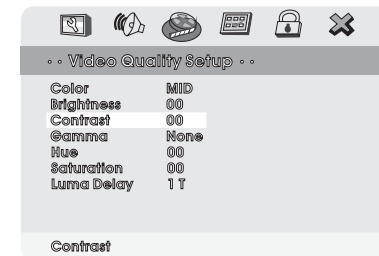 · · Video Quality Setup · ·
Color MID
Brightness 00
Contrast 00
Gamma None
Hue 00
Saturation 00
Luma Delay 1 T
Contrast